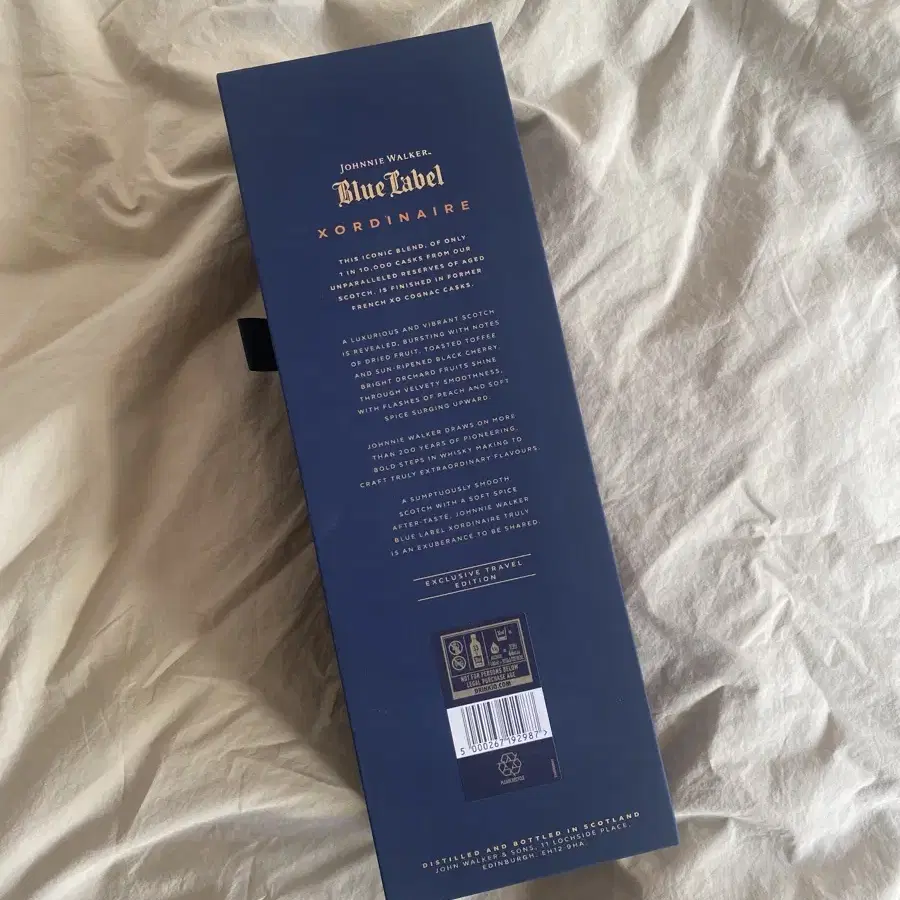 JOHNNIE WALKER™
Blue Label
XORDINAIRE
THIS ICONIC BLEND, OF ONLY
1 IN 10,000 CASKS FROM OUR
UNPARALLELED RESERVES OF AGED
SCOTCH, IS FINISHED IN FORMER
FRENCH XO COGNAC CASKS.
A LUXURIOUS AND VIBRANT SCOTCH
IS REVEALED, BURSTING WITH NOTES
OF DRIED FRUIT, TOASTED TOFFEE
AND SUN-RIPENED BLACK CHERRY.
BRIGHT ORCHARD FRUITS SHINE
THROUGH VELVETY SMOOTHNESS,
WITH FLASHES OF PEACH AND SOFT
SPICE SURGING UPWARD.
JOHNNIE WALKER DRAWS ON MORE
THAN 200 YEARS OF PIONEERING,
BOLD STEPS IN WHISKY MAKING TO
CRAFT TRULY EXTRAORDINARY FLAVOURS.
A SUMPTUOUSLY SMOOTH
SCOTCH WITH A SOFT SPICE
AFTER-TASTE, JOHNNIE WALKER
BLUE LABEL XORDINAIRE TRULY
IS AN EXUBERANCE TO BE SHARED.
EXCLUSIVE TRAVEL
EDITION
NOT FOR PERSONS BELOW
LEGAL PURCHASE AGE
DRINKIQ.COM
5 000267 192987 >
PLEASE RECYCLE
DISTILLED AND BOTTLED IN SCOTLAND
JOHN WALKER & SONS, 11 LOCHSIDE PLACE,
EDINBURGH, EH12 9HA.